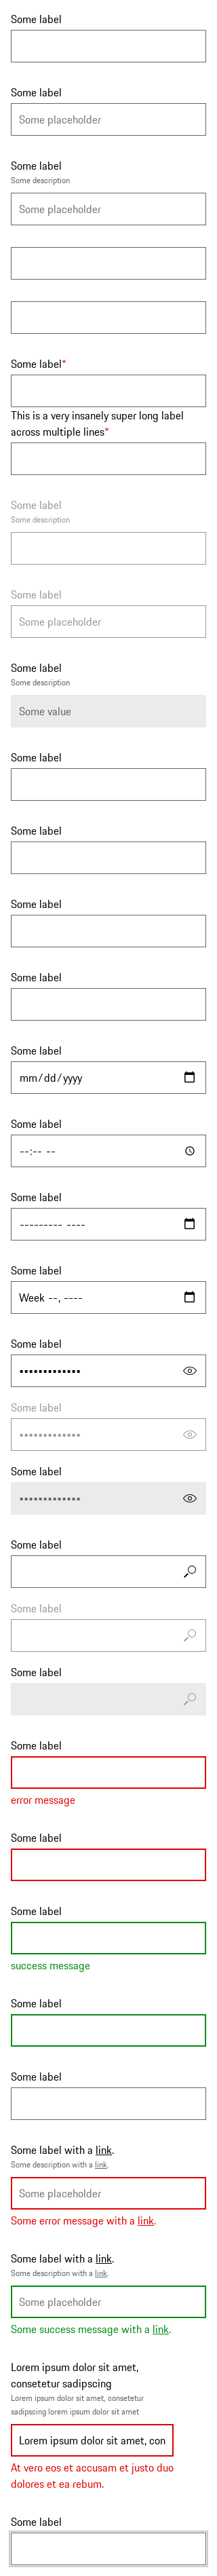 Some label
Some label
Some placeholder
Some label
Some description
Some placeholder
Some label*
This is a very insanely super long label
across multiple lines*
Some label
Some description
Some label
Some placeholder
Some label
Some description
Some value
Some label
Some label
Some label
Some label
Some label
mm/dd/yyyy
Some label
--:-- --
Some label
--------- ----
Some label
Week --, ----
Some label
Some label
Some label
Some label
Some label
Some label
Some label
error message
Some label
Some label
success message
Some label
Some label
Some label with a link.
Some description with a link.
Some placeholder
Some error message with a link.
Some label with a link.
Some description with a link.
Some placeholder
Some success message with a link.
Lorem ipsum dolor sit amet,
consetetur sadipscing
Lorem ipsum dolor sit amet, consetetur
sadipscing lorem ipsum dolor sit amet
Lorem ipsum dolor sit amet, con
At vero eos et accusam et justo duo
dolores et ea rebum.
Some label